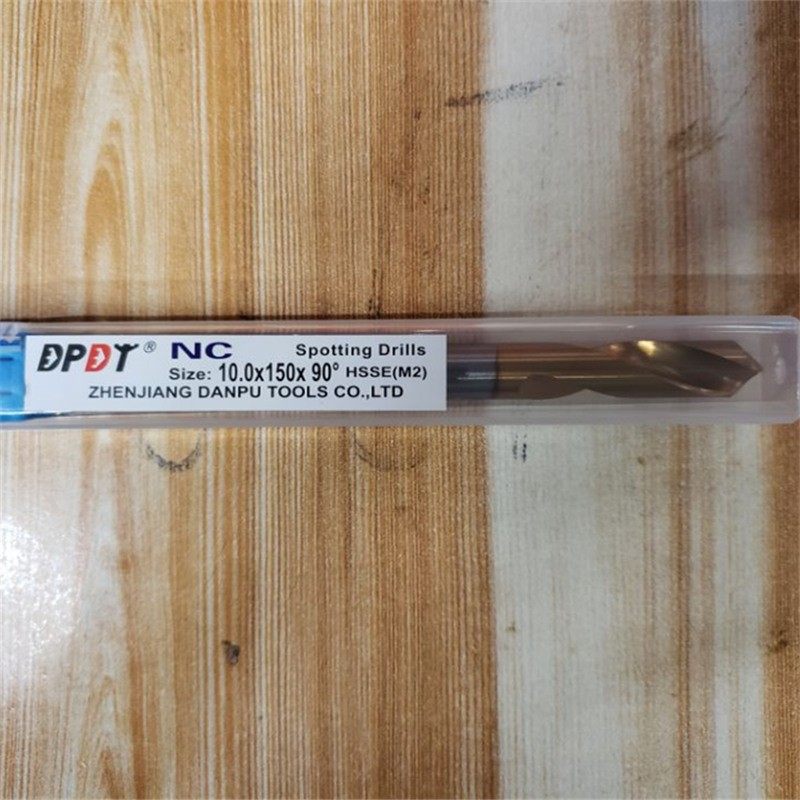 DPDT® NC Spotting Drills
Size: 10.0x150x 90° HSSE(M2)
ZHENJIANG DANPU TOOLS CO.,LTD